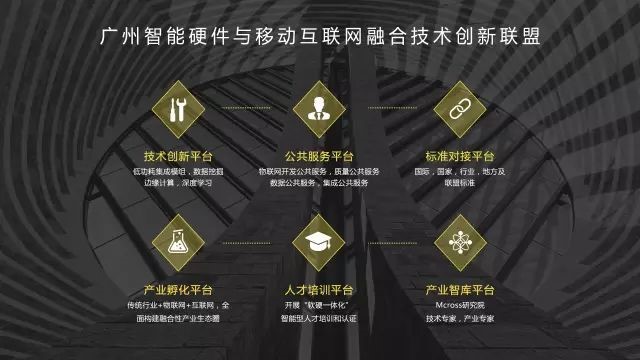 广州智能硬件与移动互联网融合技术创新联盟
技术创新平台
低功耗集成模组，数据挖掘
边缘计算，深度学习
公共服务平台
物联网开发公共服务，质量公共服务
数据公共服务，集成公共服务
标准对接平台
国际，国家，行业，地方及
联盟标准
产业孵化平台
传统行业+物联网+互联网，全
面构建融合性产业生态圈
人才培训平台
开展“软硬一体化”
智能型人才培训和认证
产业智库平台
Mcross研究院
技术专家，产业专家